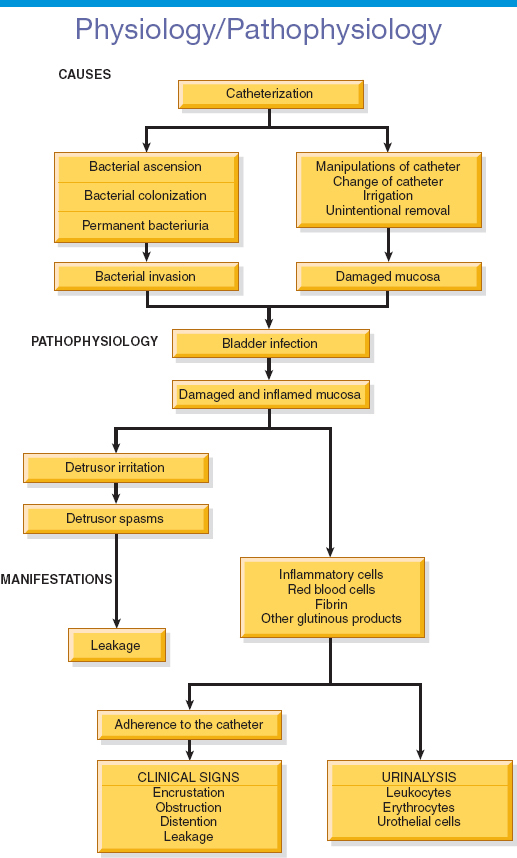 Physiology/Pathophysiology
CAUSES
Catheterization
Bacterial ascension
Bacterial colonization
Permanent bacteriuria
Manipulations of catheter
Change of catheter
Irrigation
Unintentional removal
Bacterial invasion
Damaged mucosa
PATHOPHYSIOLOGY
Bladder infection
Damaged and inflamed mucosa
Detrusor irritation
Detrusor spasms
MANIFESTATIONS
Inflammatory cells
Red blood cells
Fibrin
Other glutinous products
Leakage
Adherence to the catheter
CLINICAL SIGNS
Encrustation
Obstruction
Distention
Leakage
URINALYSIS
Leukocytes
Erythrocytes
Urothelial cells